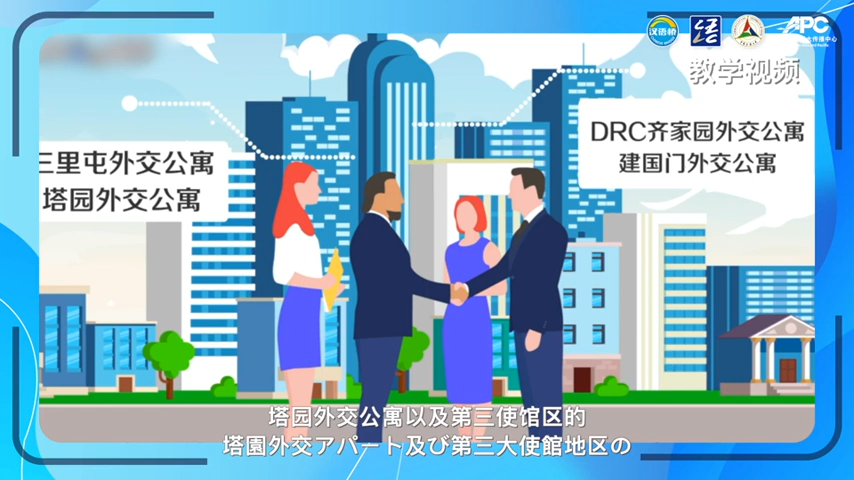 汉语桥
APC
教学视频
三里屯外交公寓
塔园外交公寓
DRC齐家园外交公寓
建国门外交公寓
塔园外交公寓以及第三使馆区的
塔園外交アパート及び第三大使館地区の